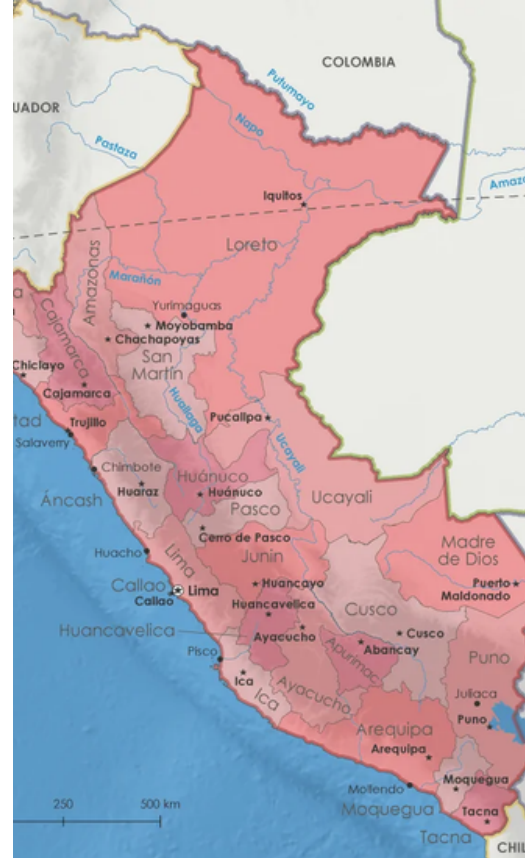 COLOMBIA
Putumayo
UADOR
Napo
Pastaza
Amazo
Iquitos
Loreto
Amazonas
Marañón
a
Yurimaguas
Moyobamba
Cajamarca
Chachapoyas
San
Martín
Chiclayo
Cajamarca
Huallaga
Pucallpa
tad
Trujillo
Salaverry
Ucayali
Chimbote
Huánuco
Huaraz
Huánuco
Ucayali
Áncash
Pasco
Cerro de Pasco
Madre
de Dios
Huacho
Lima
Junín
Callao
Lima
Huancayo
Puerto
Maldonado
Callao
Huancavelica
Cusco
Huancavelica
Ayacucho
Cusco
Apurímac
Abancay
Pisco
Puno
Ica
Ica
Ayacucho
Juliaca
Puno
Arequipa
Arequipa
Moquegua
Mollendo
250
500 km
Moquegua
Tacna
Tacna
CHIL